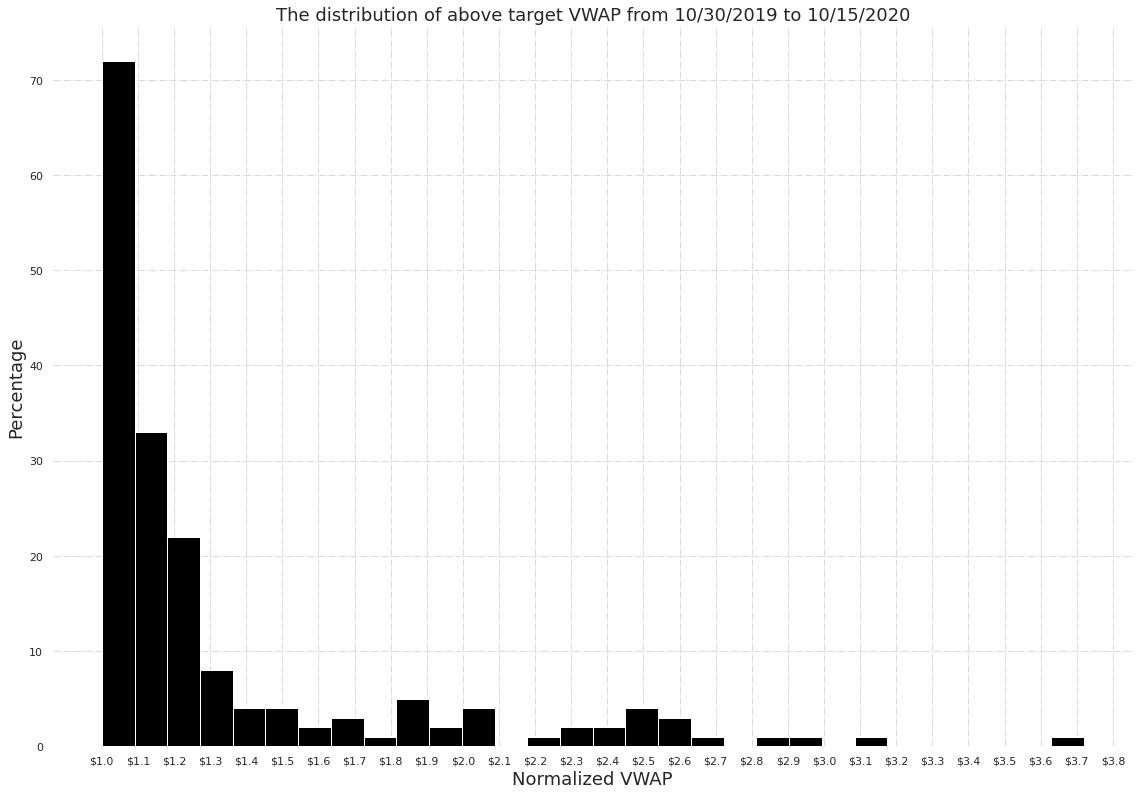 The distribution of above target VWAP from 10/30/2019 to 10/15/2020
Percentage
70
60
50
40
30
20
10
0
$1.0 $1.1 $1.2 $1.3 $1.4 $1.5 $1.6 $1.7 $1.8 $1.9 $2.0 $2.1 $2.2 $2.3 $2.4 $2.5 $2.6 $2.7 $2.8 $2.9 $3.0 $3.1 $3.2 $3.3 $3.4 $3.5 $3.6 $3.7 $3.8
Normalized VWAP